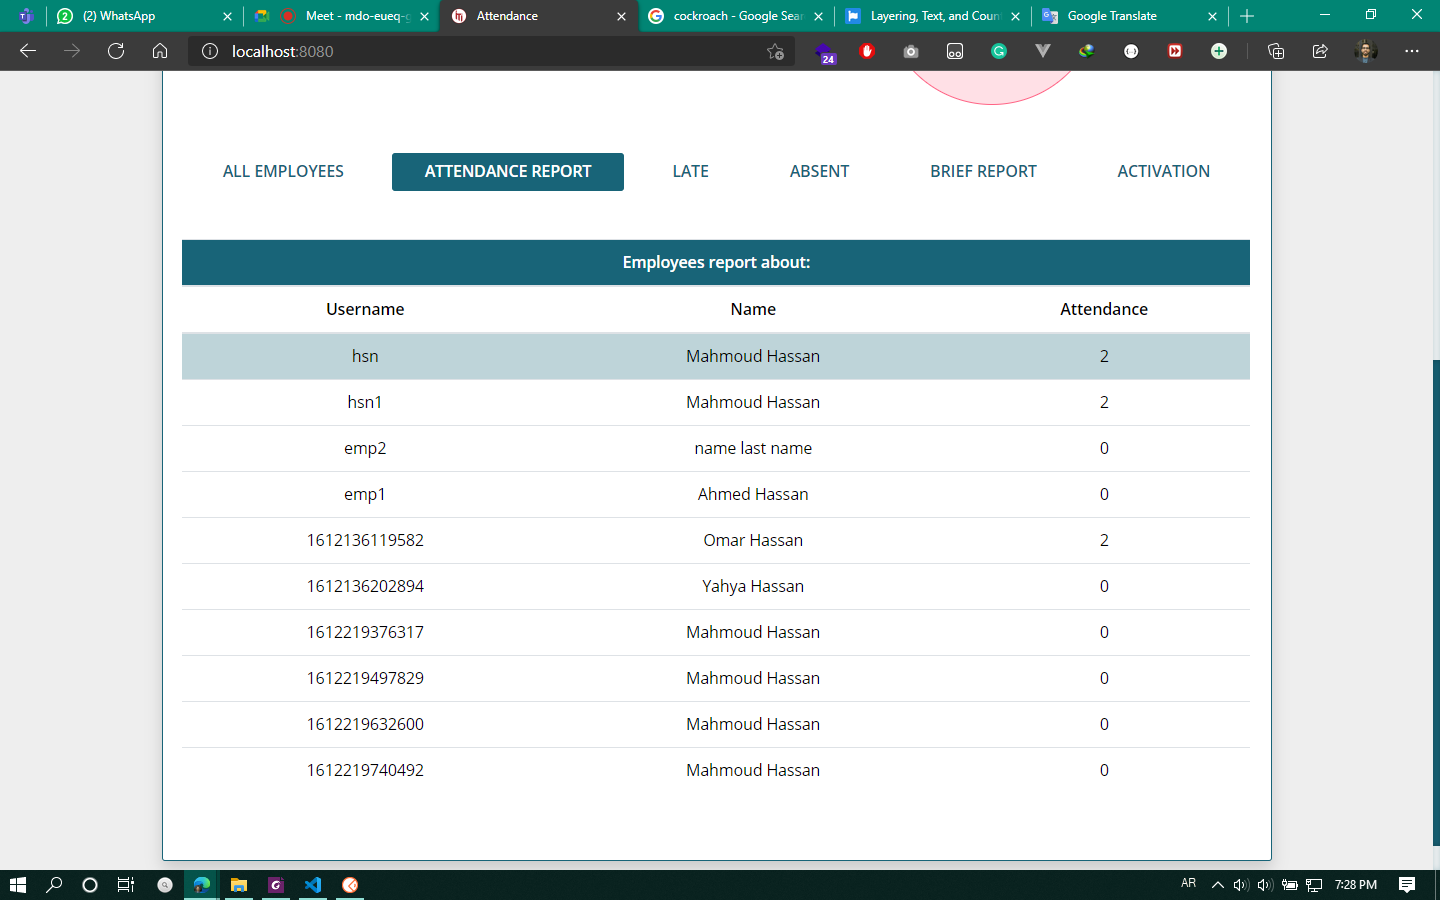 (2) WhatsApp
Meet - mdo-eueq-g
Attendance
cockroach - Google Sear
Layering, Text, and Coun
Google Translate
localhost:8080
24
ALL EMPLOYEES
ATTENDANCE REPORT
LATE
ABSENT
BRIEF REPORT
ACTIVATION
Employees report about:
Username Name Attendance
hsn Mahmoud Hassan 2
hsn1 Mahmoud Hassan 2
emp2 name last name 0
emp1 Ahmed Hassan 0
1612136119582 Omar Hassan 2
1612136202894 Yahya Hassan 0
1612219376317 Mahmoud Hassan 0
1612219497829 Mahmoud Hassan 0
1612219632600 Mahmoud Hassan 0
1612219740492 Mahmoud Hassan 0
AR
7:28 PM